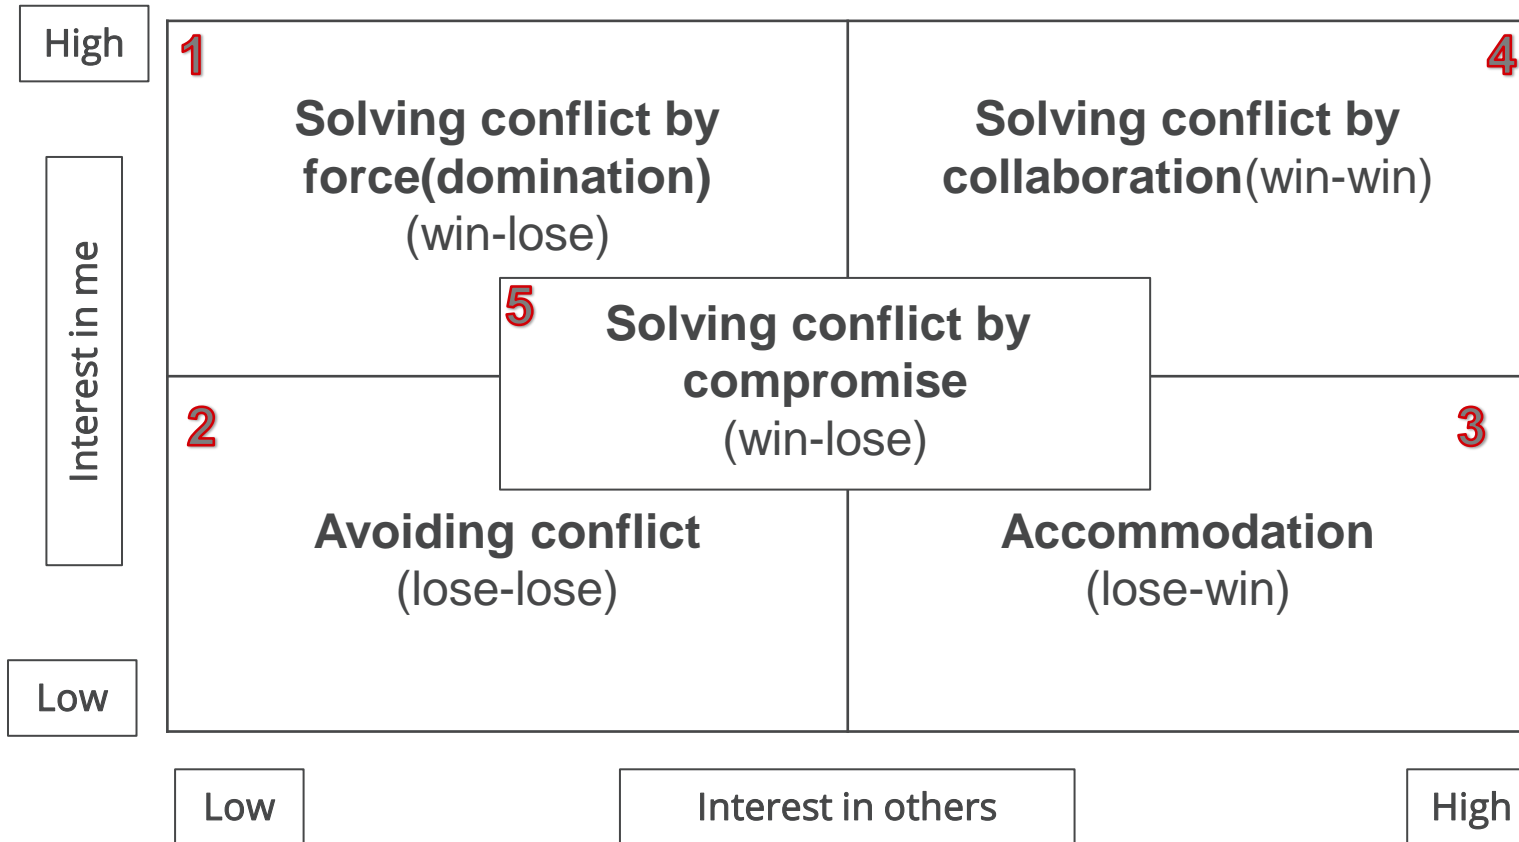 High
1
Solving conflict by
force(domination)
(win-lose)
4
Solving conflict by
collaboration(win-win)
Interest in me
5
Solving conflict by
compromise
(win-lose)
2
Avoiding conflict
(lose-lose)
3
Accommodation
(lose-win)
Low
Low
Interest in others
High